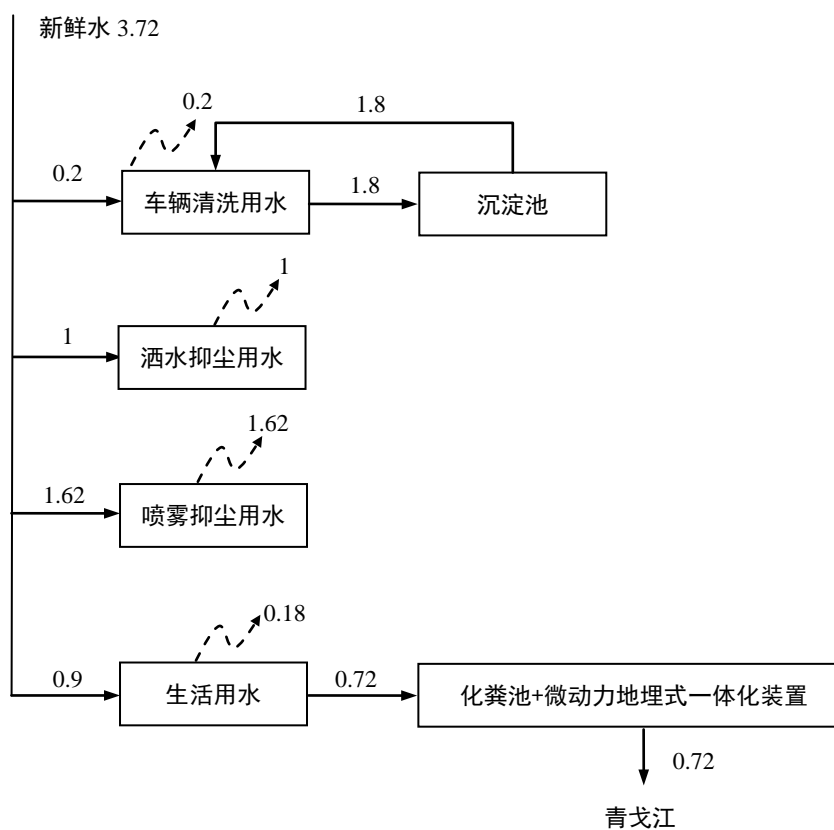 新鲜水 3.72
0.2
1.8
0.2
车辆清洗用水
1.8
沉淀池
1
1
洒水抑尘用水
1.62
1.62
喷雾抑尘用水
0.18
0.9
生活用水
0.72
化粪池+微动力地埋式一体化装置
0.72
青戈江